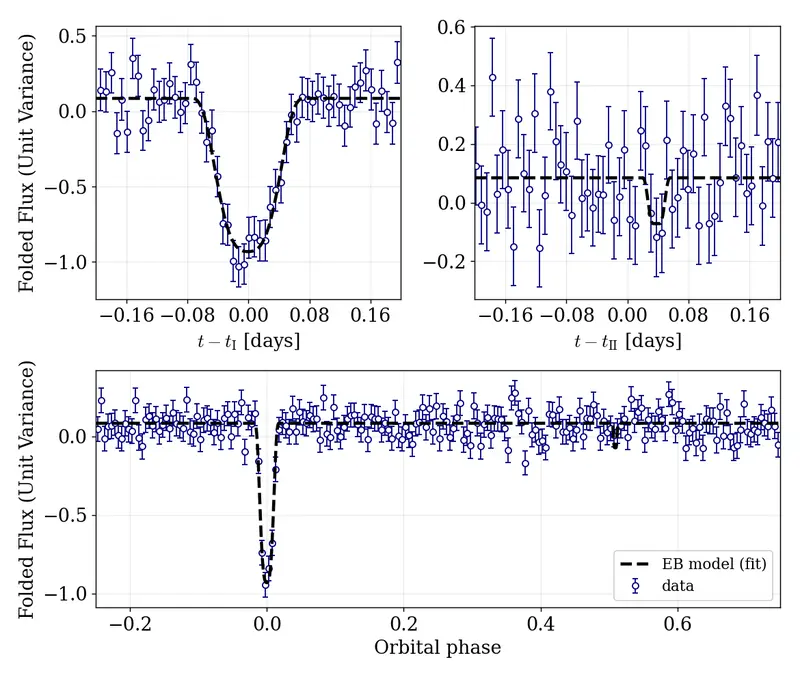 0.5
0.0
−0.5
−1.0
Folded Flux (Unit Variance)
−0.16 −0.08 0.00 0.08 0.16
t − tI [days]
0.6
0.4
0.2
0.0
−0.2
−0.16 −0.08 0.00 0.08 0.16
t − tII [days]
0.0
−0.5
−1.0
Folded Flux (Unit Variance)
EB model (fit)
data
−0.2 0.0 0.2 0.4 0.6
Orbital phase